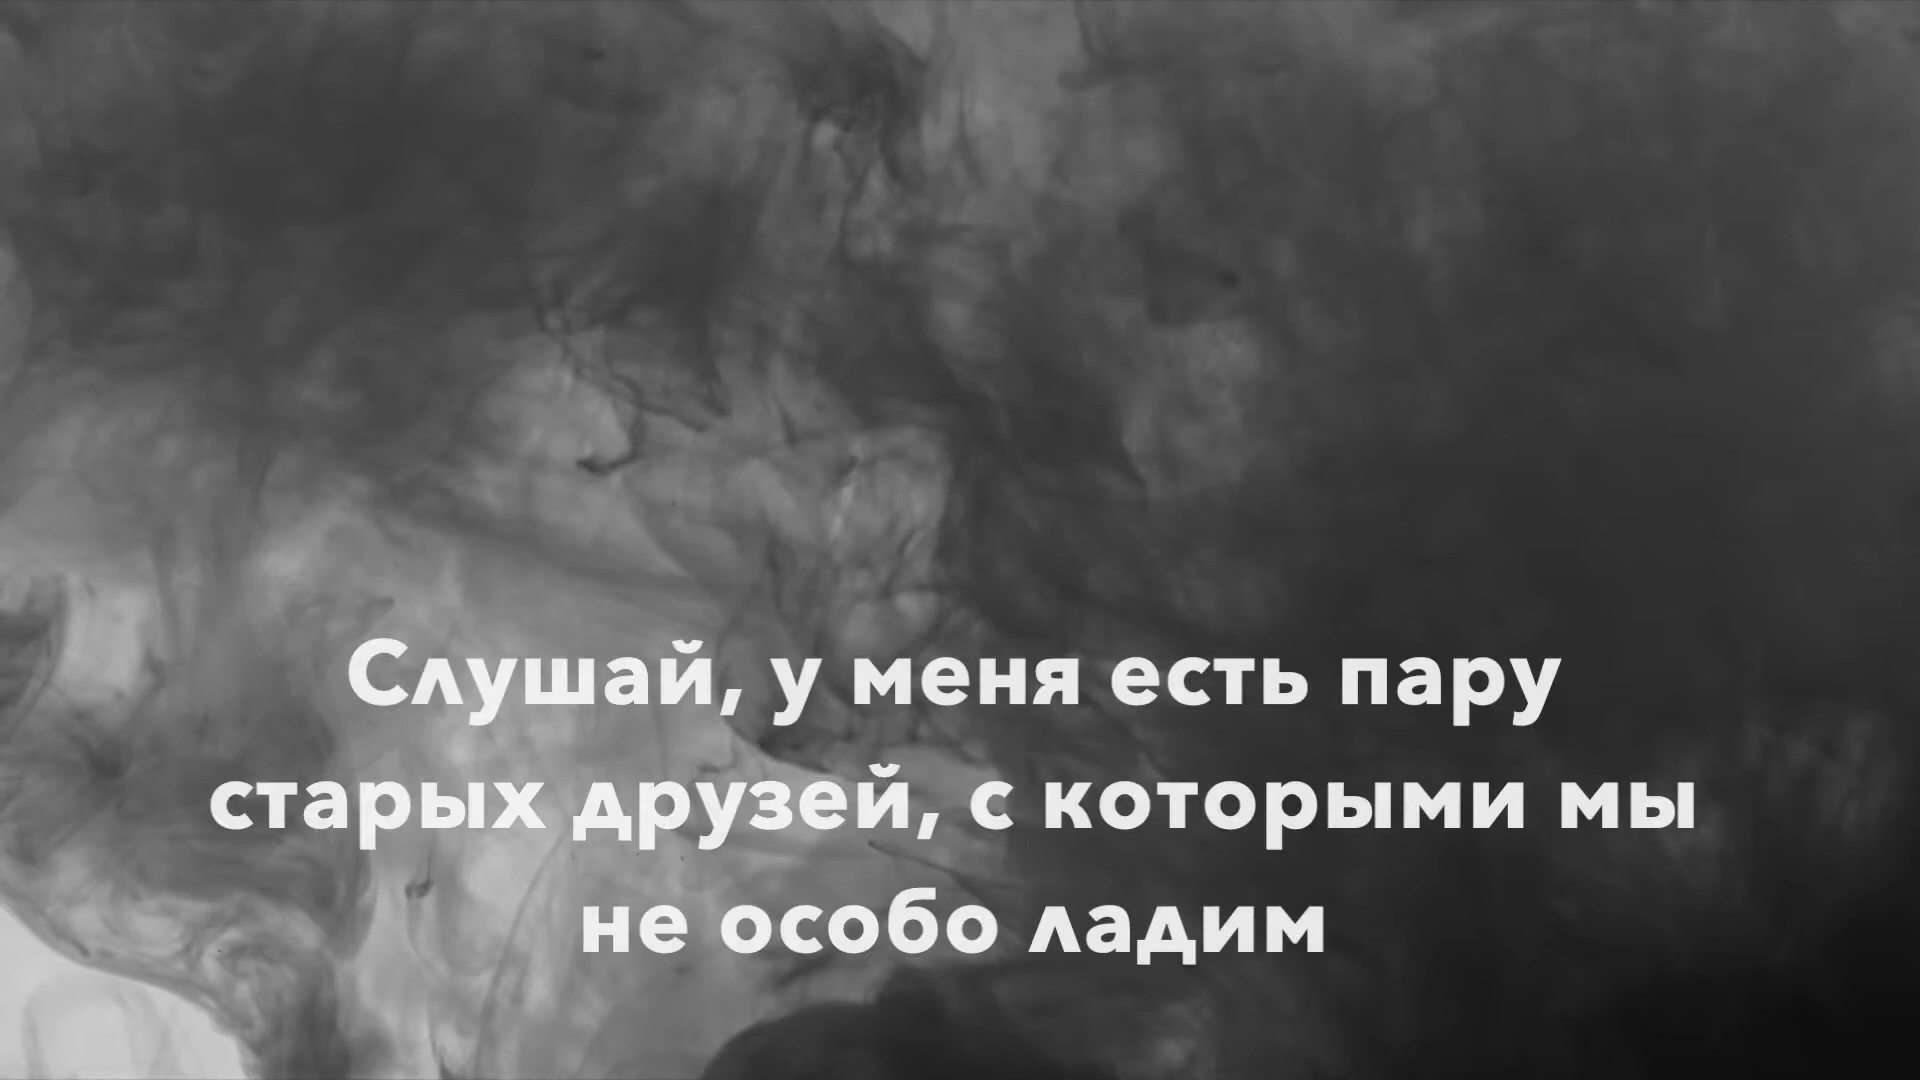 Слушай, у меня есть пару
старых друзей, с которыми мы
не особо ладим